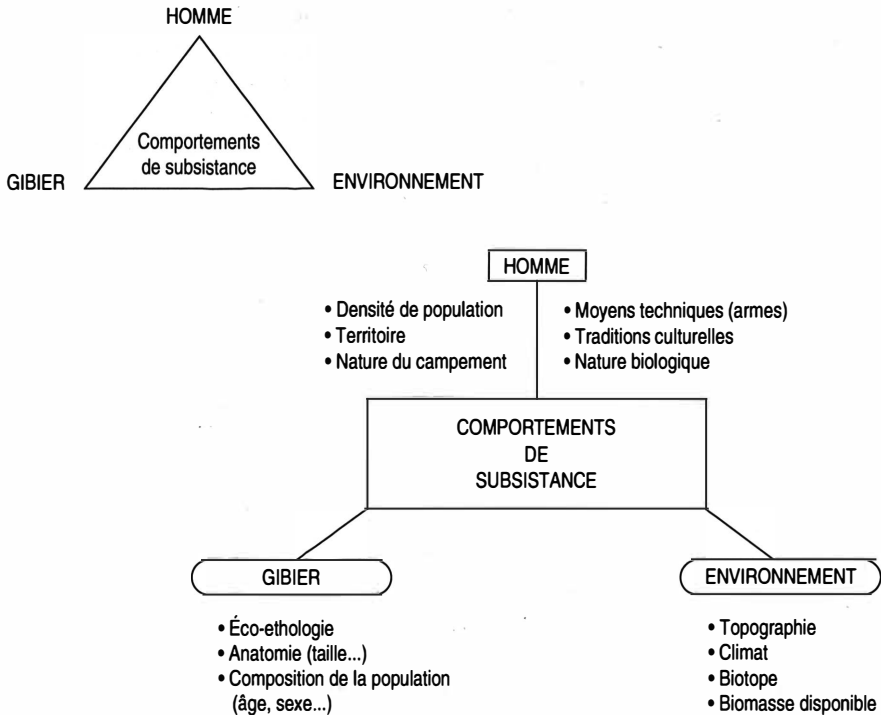 HOMME
Comportements
de subsistance
GIBIER
ENVIRONNEMENT
HOMME
• Densité de population
• Territoire
• Nature du campement
• Moyens techniques (armes)
• Traditions culturelles
• Nature biologique
COMPORTEMENTS
DE
SUBSISTANCE
GIBIER
• Éco-ethologie
• Anatomie (taille...)
• Composition de la population
(âge, sexe...)
ENVIRONNEMENT
• Topographie
• Climat
• Biotope
• Biomasse disponible